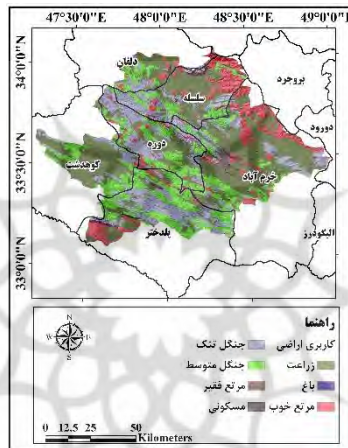 47°30'0"E 48°0'0"E 48°30'0"E 49°0'0"E
34°0'0"N
33°30'0"N
33°0'0"N
دلفان
بروجرد
سلسله
دورود
دوره
کوهدشت
خرم آباد
الیگودرز
پلدختر
راهنما
کاربری اراضی
جنگل تنک
زراعت
جنگل متوسط
باغ
مرتع فقیر
مرتع خوب
مسکونی
N
0 12.5 25 50
Kilometers